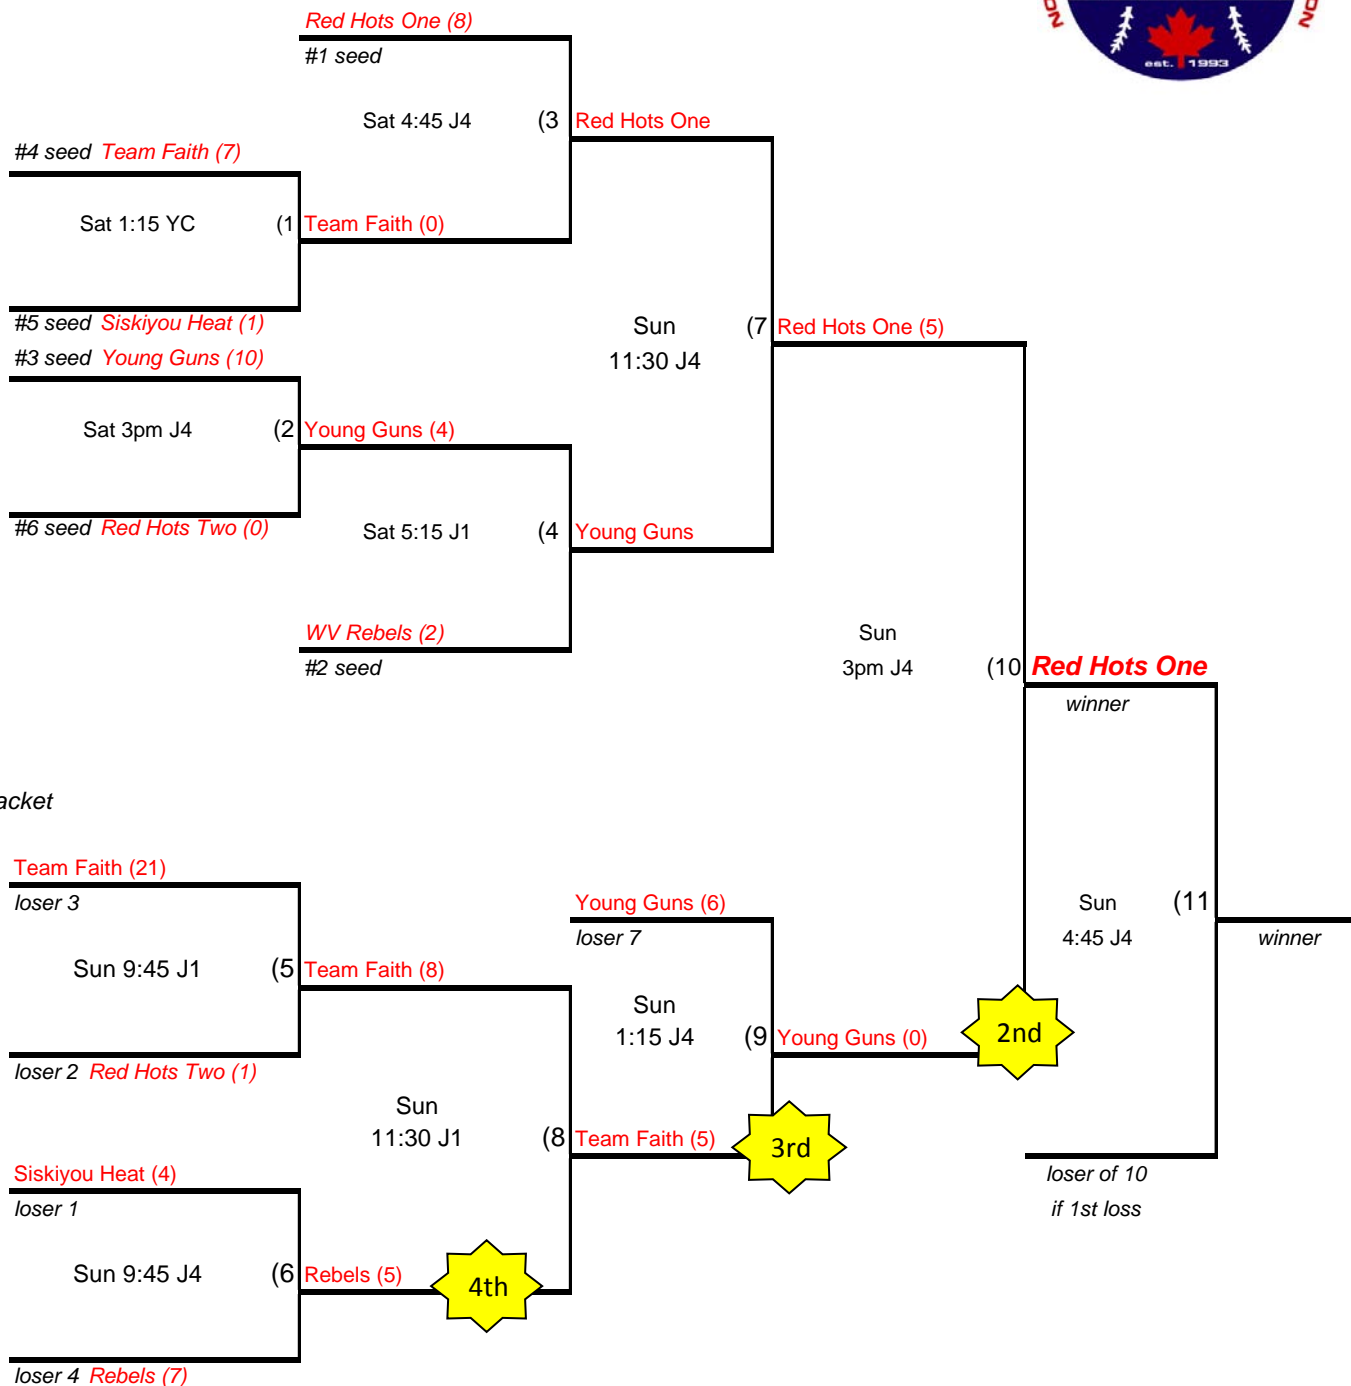 Red Hots One (8)
#1 seed
est. 1993
Sat 4:45 J4
(3
Red Hots One
#4 seed Team Faith (7)
Sat 1:15 YC
(1
Team Faith (0)
#5 seed Siskiyou Heat (1)
Sun
11:30 J4
(7
Red Hots One (5)
#3 seed Young Guns (10)
Sat 3pm J4
(2
Young Guns (4)
#6 seed Red Hots Two (0)
Sat 5:15 J1
(4
Young Guns
WV Rebels (2)
#2 seed
Sun
3pm J4
(10
Red Hots One
winner
acket
Team Faith (21)
loser 3
Sun 9:45 J1
(5
Team Faith (8)
loser 2 Red Hots Two (1)
Young Guns (6)
loser 7
Sun
1:15 J4
(9
Young Guns (0)
2nd
Sun
4:45 J4
(11
winner
Sun
11:30 J1
(8
Team Faith (5)
3rd
Siskiyou Heat (4)
loser 1
Sun 9:45 J4
(6
Rebels (5)
4th
loser 4 Rebels (7)
loser of 10
if 1st loss